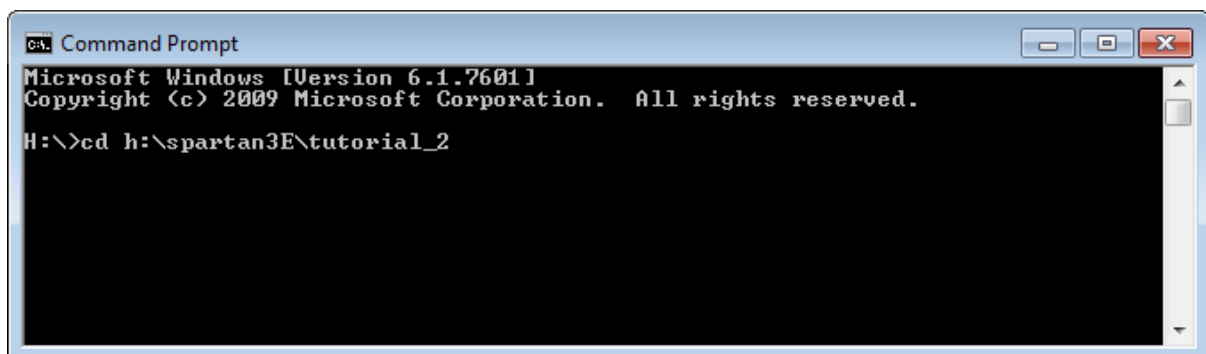 Command Prompt
Microsoft Windows [Version 6.1.7601]
Copyright (c) 2009 Microsoft Corporation.  All rights reserved.
H:\>cd h:\spartan3E\tutorial_2